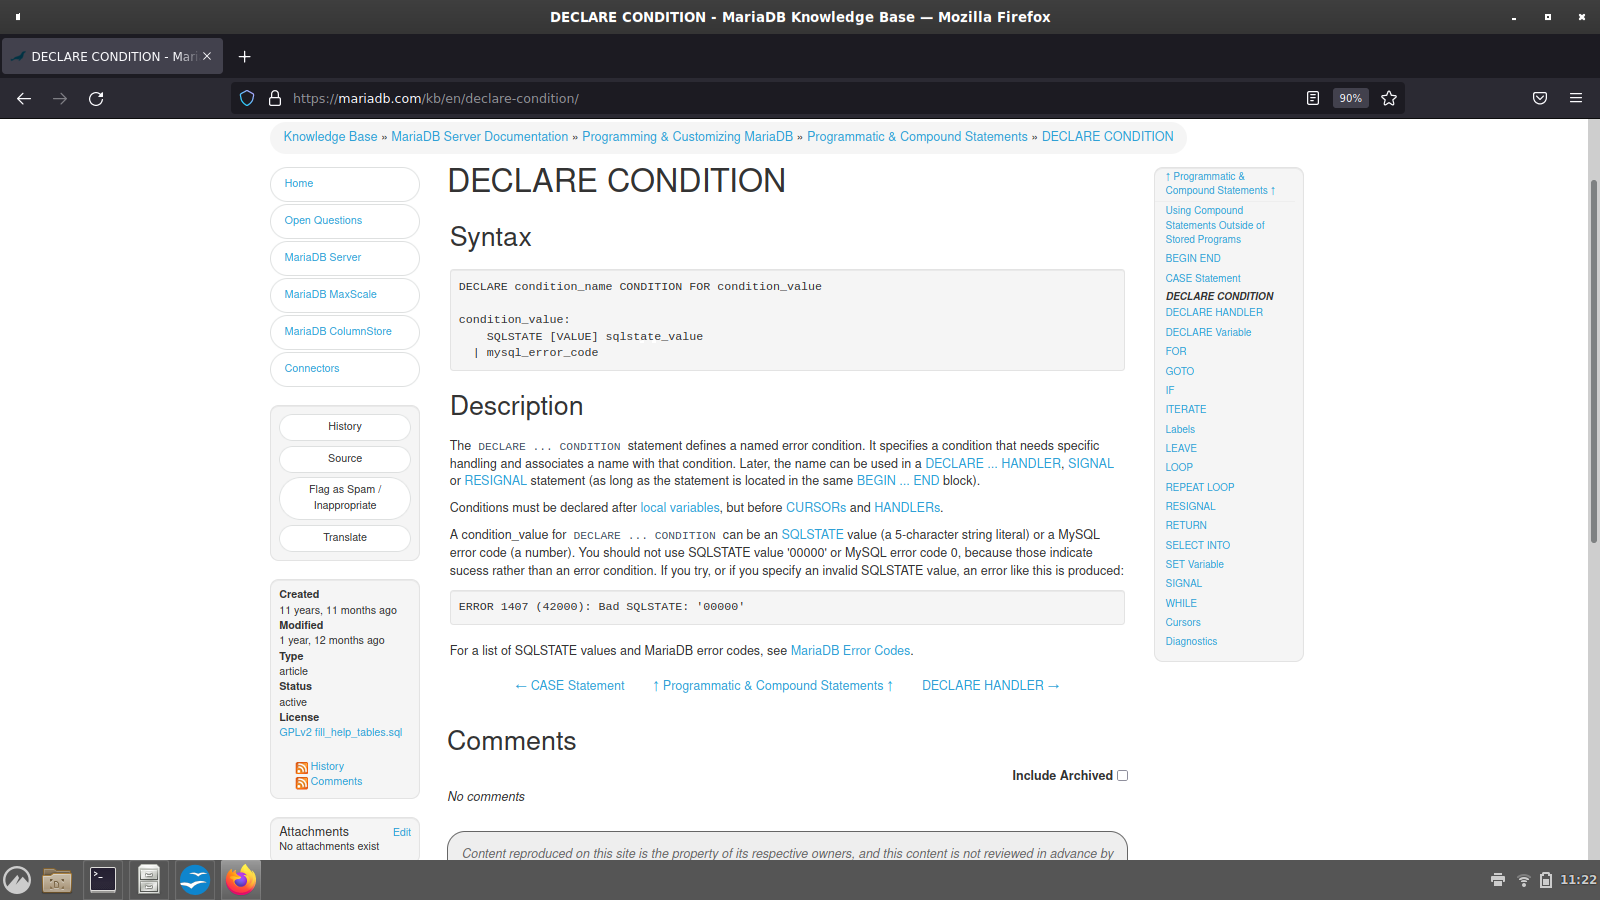 DECLARE CONDITION - MariaDB Knowledge Base — Mozilla Firefox
DECLARE CONDITION - Mari
https://mariadb.com/kb/en/declare-condition/
90%
Knowledge Base » MariaDB Server Documentation » Programming & Customizing MariaDB » Programmatic & Compound Statements » DECLARE CONDITION
Home
Open Questions
MariaDB Server
MariaDB MaxScale
MariaDB ColumnStore
Connectors
History
Source
Flag as Spam /
Inappropriate
Translate
Created
11 years, 11 months ago
Modified
1 year, 12 months ago
Type
article
Status
active
License
GPLv2 fill_help_tables.sql
History
Comments
Attachments
Edit
No attachments exist
DECLARE CONDITION
Syntax
DECLARE condition_name CONDITION FOR condition_value
condition_value:
SQLSTATE [VALUE] sqlstate_value
| mysql_error_code
Description
The DECLARE ... CONDITION statement defines a named error condition. It specifies a condition that needs specific
handling and associates a name with that condition. Later, the name can be used in a DECLARE ... HANDLER, SIGNAL
or RESIGNAL statement (as long as the statement is located in the same BEGIN ... END block).
Conditions must be declared after local variables, but before CURSORs and HANDLERs.
A condition_value for DECLARE ... CONDITION can be an SQLSTATE value (a 5-character string literal) or a MySQL
error code (a number). You should not use SQLSTATE value '00000' or MySQL error code 0, because those indicate
sucess rather than an error condition. If you try, or if you specify an invalid SQLSTATE value, an error like this is produced:
ERROR 1407 (42000): Bad SQLSTATE: '00000'
For a list of SQLSTATE values and MariaDB error codes, see MariaDB Error Codes.
← CASE Statement
↑ Programmatic & Compound Statements ↑
DECLARE HANDLER →
Comments
Include Archived
No comments
Content reproduced on this site is the property of its respective owners, and this content is not reviewed in advance by
↑ Programmatic &
Compound Statements ↑
Using Compound
Statements Outside of
Stored Programs
BEGIN END
CASE Statement
DECLARE CONDITION
DECLARE HANDLER
DECLARE Variable
FOR
GOTO
IF
ITERATE
Labels
LEAVE
LOOP
REPEAT LOOP
RESIGNAL
RETURN
SELECT INTO
SET Variable
SIGNAL
WHILE
Cursors
Diagnostics
11:22